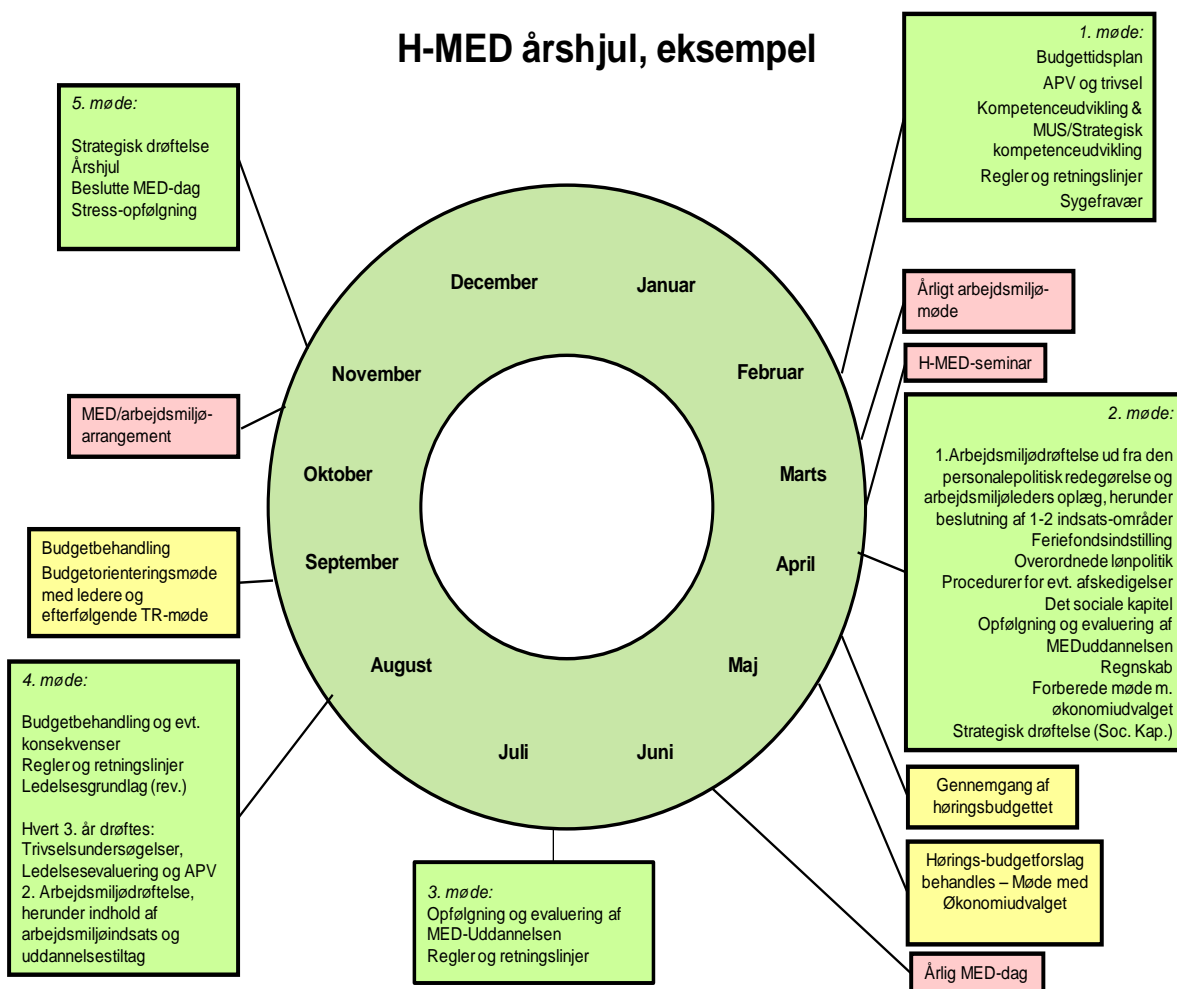 H-MED årshjul, eksempel
1. møde:
Budgettidsplan
APV og trivsel
Kompetenceudvikling &
MUS/Strategisk
kompetenceudvikling
Regler og retningslinjer
Sygefravær
5. møde:
Strategisk drøftelse
Årshjul
Beslutte MED-dag
Stress-opfølgning
December
Januar
November
Februar
Oktober
Marts
September
April
August
Maj
Juli
Juni
Årligt arbejdsmiljø-
møde
H-MED-seminar
MED/arbejdsmiljø-
arrangement
2. møde:
1.Arbejdsmiljødrøftelse ud fra den
personalepolitisk redegørelse og
arbejdsmiljøleders oplæg, herunder
beslutning af 1-2 indsats-områder
Feriefondsindstilling
Overordnede lønpolitik
Procedurer for evt. afskedigelser
Det sociale kapitel
Opfølgning og evaluering af
MEDuddannelsen
Regnskab
Forberede møde m.
økonomiudvalget
Strategisk drøftelse (Soc. Kap.)
Budgetbehandling
Budgetorienteringsmøde
med ledere og
efterfølgende TR-møde
4. møde:
Budgetbehandling og evt.
konsekvenser
Regler og retningslinjer
Ledelsesgrundlag (rev.)
Hvert 3. år drøftes:
Trivselsundersøgelser,
Ledelsesevaluering og APV
2. Arbejdsmiljødrøftelse,
herunder indhold af
arbejdsmiljøindsats og
uddannelsestiltag
3. møde:
Opfølgning og evaluering af
MED-Uddannelsen
Regler og retningslinjer
Gennemgang af
høringsbudgettet
Hørings-budgetforslag
behandles – Møde med
Økonomiudvalget
Årlig MED-dag